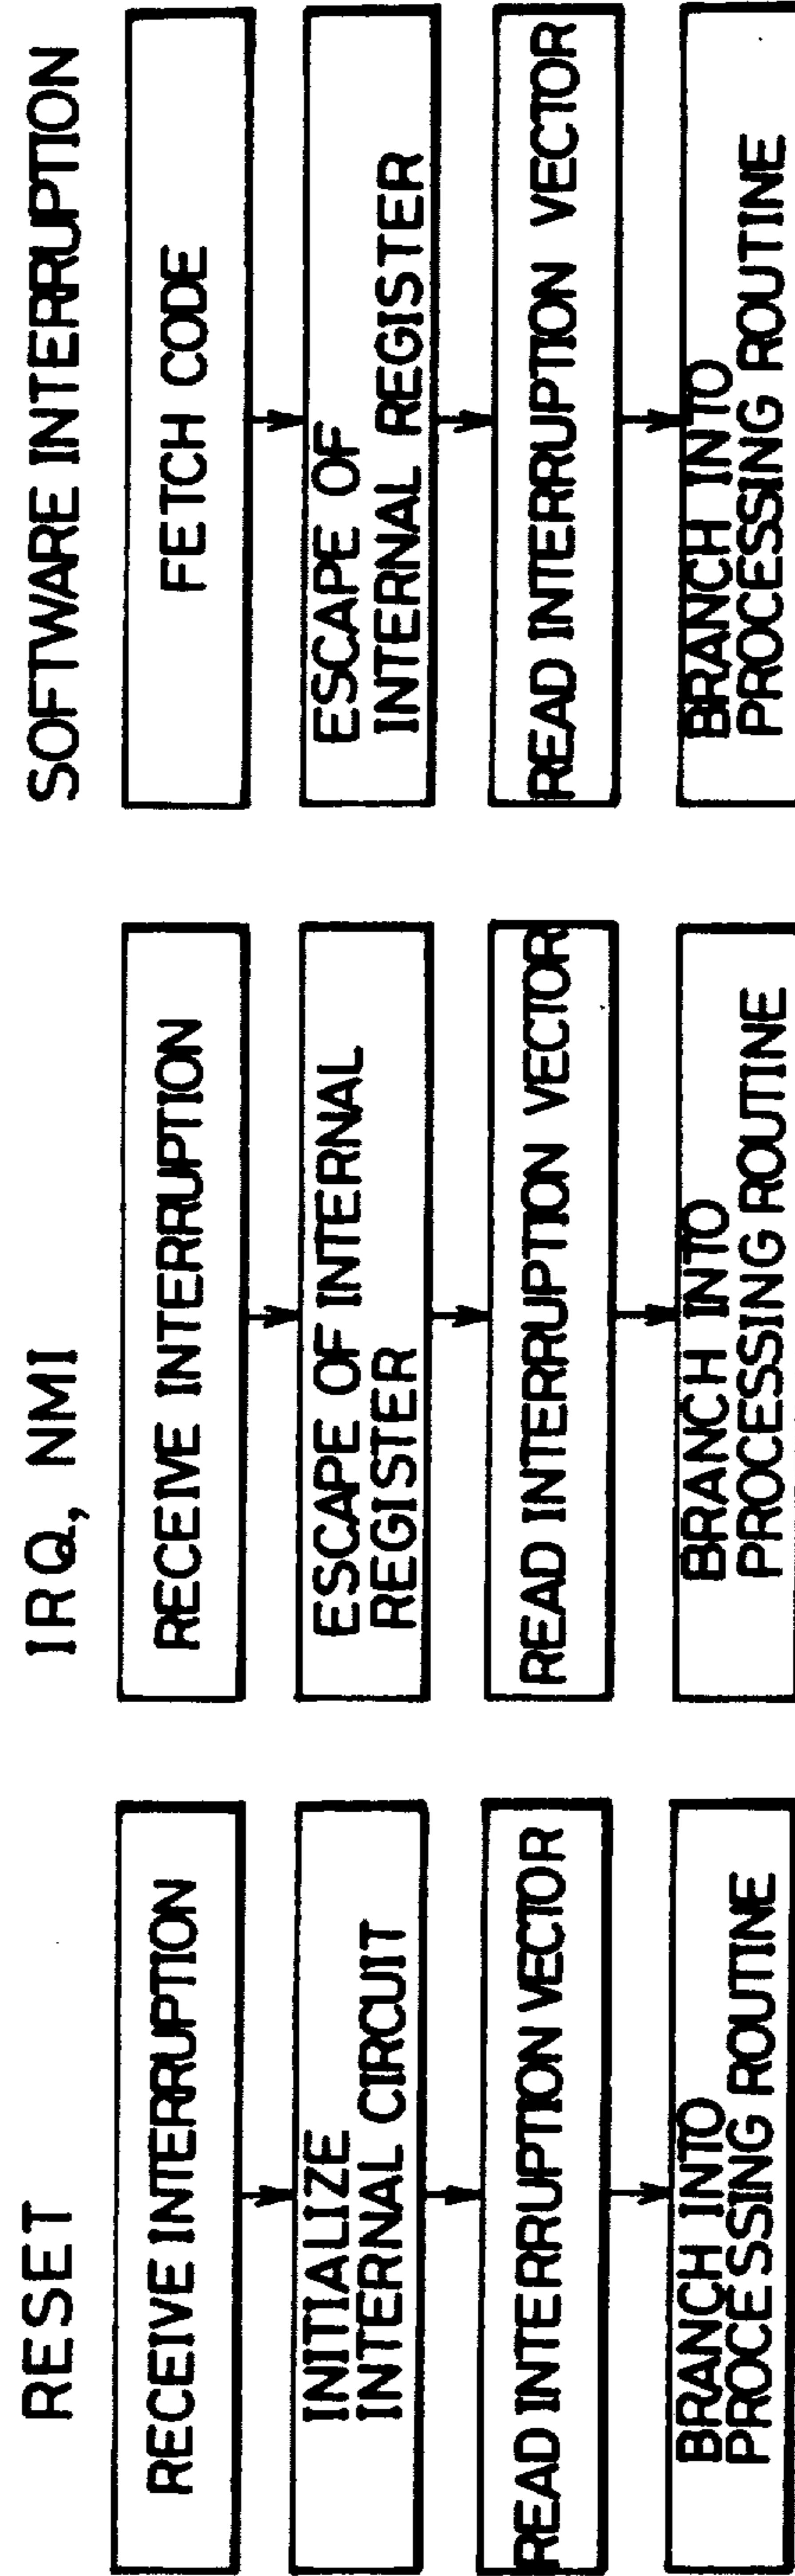 RESET
RECEIVE INTERRUPTION
INITIALIZE
INTERNAL CIRCUIT
READ INTERRUPTION VECTOR
BRANCH INTO
PROCESSING ROUTINE
IRQ, NMI
RECEIVE INTERRUPTION
ESCAPE OF INTERNAL
REGISTER
READ INTERRUPTION VECTOR
BRANCH INTO
PROCESSING ROUTINE
SOFTWARE INTERRUPTION
FETCH CODE
ESCAPE OF
INTERNAL REGISTER
READ INTERRUPTION VECTOR
BRANCH INTO
PROCESSING ROUTINE